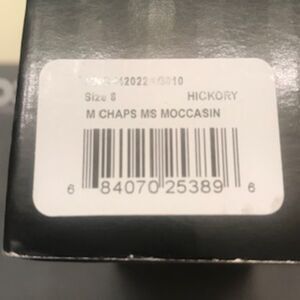 Size 8 HICKORY
M CHAPS MS MOCCASIN
6 84070 25389 6